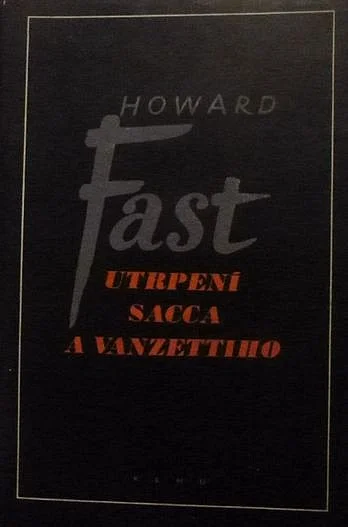 HOWARD
Fast
UTRPENÍ
SACCA
A VANZETTIHO